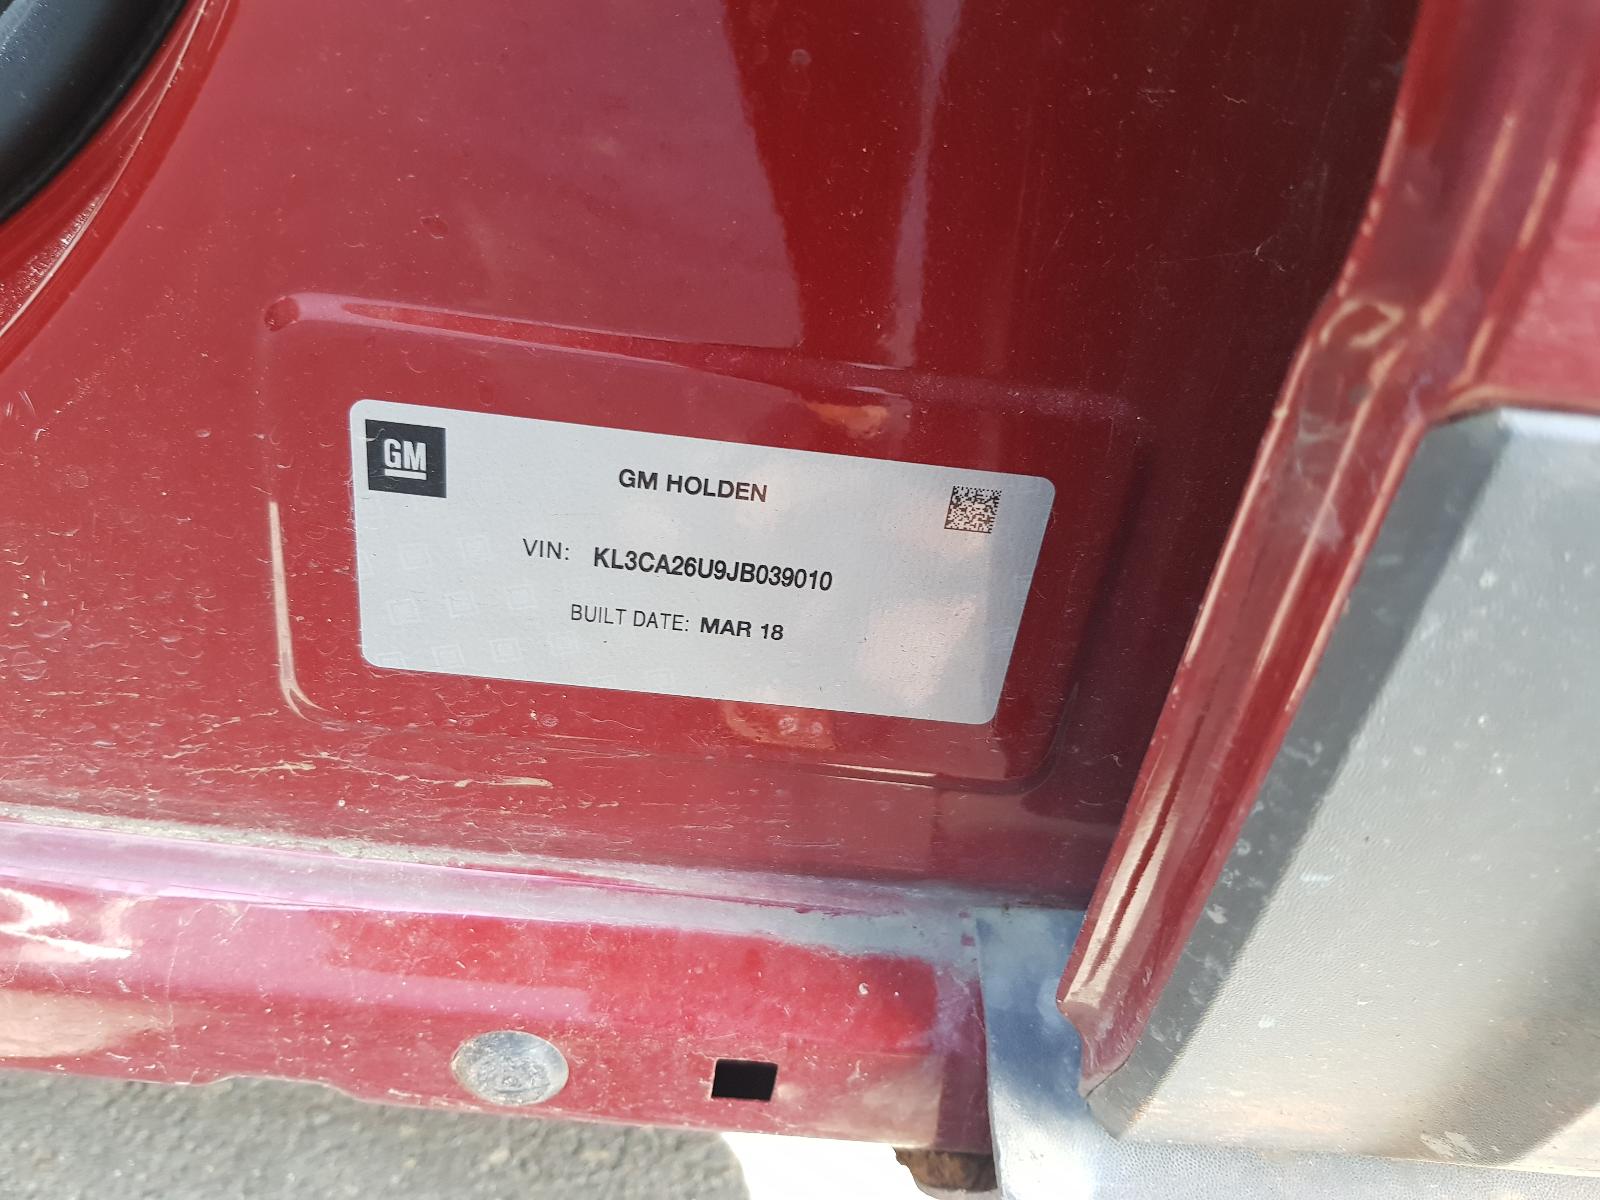 GM
GM HOLDEN
VIN: KL3CA26U9JB039010
BUILT DATE: MAR 18